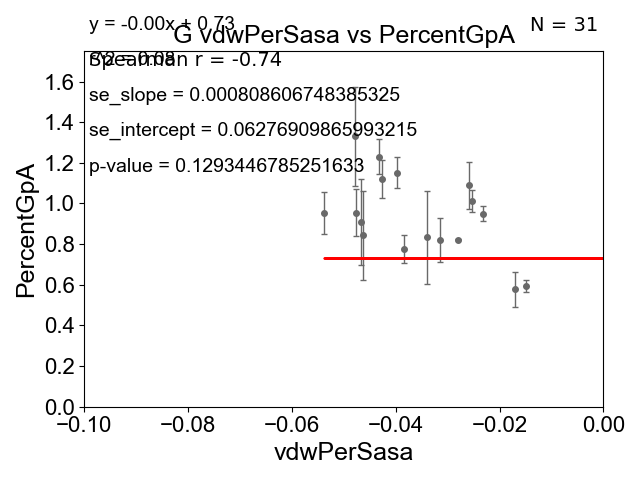 y = -0.00x + 0.73
N = 31
G vdwPerSasa vs PercentGpA
Spearman r = -0.74
se_slope = 0.000808606748385325
se_intercept = 0.06276909865993215
p-value = 0.1293446785251633
PercentGpA
1.6
1.4
1.2
1.0
0.8
0.6
0.4
0.2
0.0
−0.10
−0.08
−0.06
−0.04
−0.02
0.00
vdwPerSasa